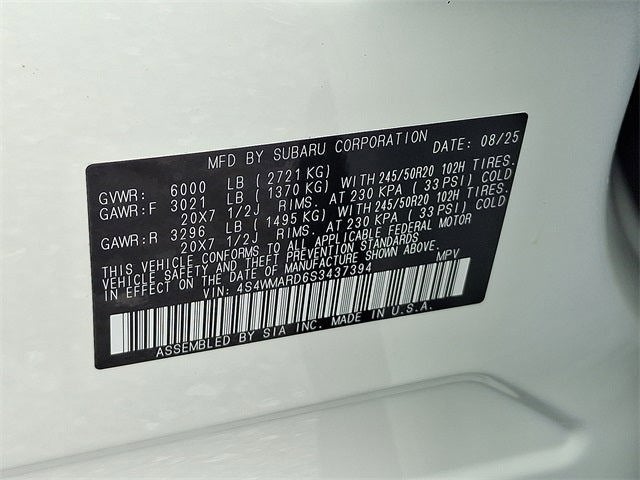 MFD BY SUBARU CORPORATION DATE: 08/25
GVWR: 6000 LB ( 2721 KG)
GAWR:F 3021 LB ( 1370 KG) WITH 245/50R20 102H TIRES.
20X7 1/2J RIMS. AT 230 KPA ( 33 PSI) COLD
GAWR:R 3296 LB ( 1495 KG) WITH 245/50R20 102H TIRES.
20X7 1/2J RIMS. AT 230 KPA ( 33 PSI) COLD
THIS VEHICLE CONFORMS TO ALL APPLICABLE FEDERAL MOTOR
VEHICLE SAFETY AND THEFT PREVENTION STANDARDS
IN EFFECT ON THE DATE OF MANUFACTURE SHOWN ABOVE.
VIN: 4S4WMARD6S3437394 MPV
ASSEMBLED BY SIA INC. MADE IN U.S.A.